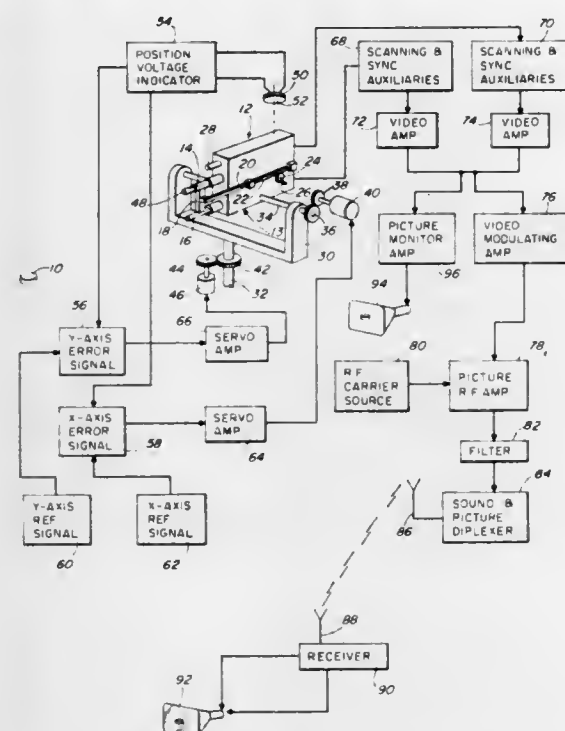 54
POSITION
VOLTAGE
INDICATOR
50
52
12
68
SCANNING &
SYNC
AUXILIARIES
70
SCANNING &
SYNC
AUXILIARIES
72
VIDEO AMP
74
VIDEO AMP
28
14
20
24
48
22
26
38
40
18
16
34
13
36
30
44
42
46
32
10
PICTURE
MONITOR
AMP
96
76
VIDEO
MODULATING
AMP
94
56
Y-AXIS
ERROR
SIGNAL
66
SERVO
AMP
80
R.F.
CARRIER
SOURCE
78
PICTURE
R.F. AMP
X-AXIS
ERROR
SIGNAL
58
SERVO
AMP
64
82
FILTER
84
SOUND &
PICTURE
DIPLEXER
86
Y-AXIS
REF
SIGNAL
60
X-AXIS
REF
SIGNAL
62
88
RECEIVER
90
92